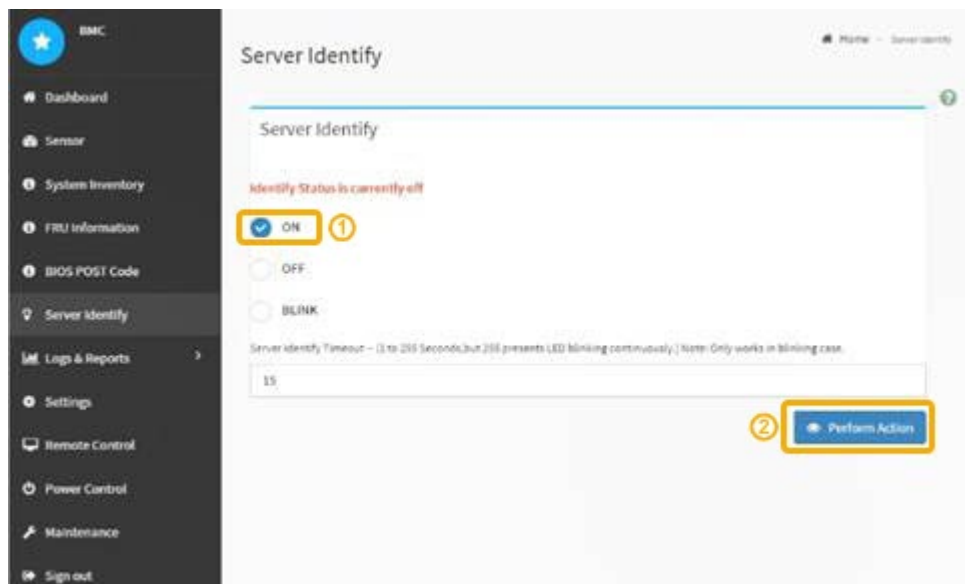 BMC
Server Identify
Home - Server Identify
Dashboard
Sensor
System Inventory
FRU Information
BIOS POST Code
Server Identify
Logs & Reports
Settings
Remote Control
Power Control
Maintenance
Sign out
?
Server Identify
Identify Status is currently off
ON
1
OFF
BLINK
Server Identify Timeout – (1 to 255 Seconds,but 255 presents LED blinking continuously.) Note: Only works in blinking case.
15
2
Perform Action